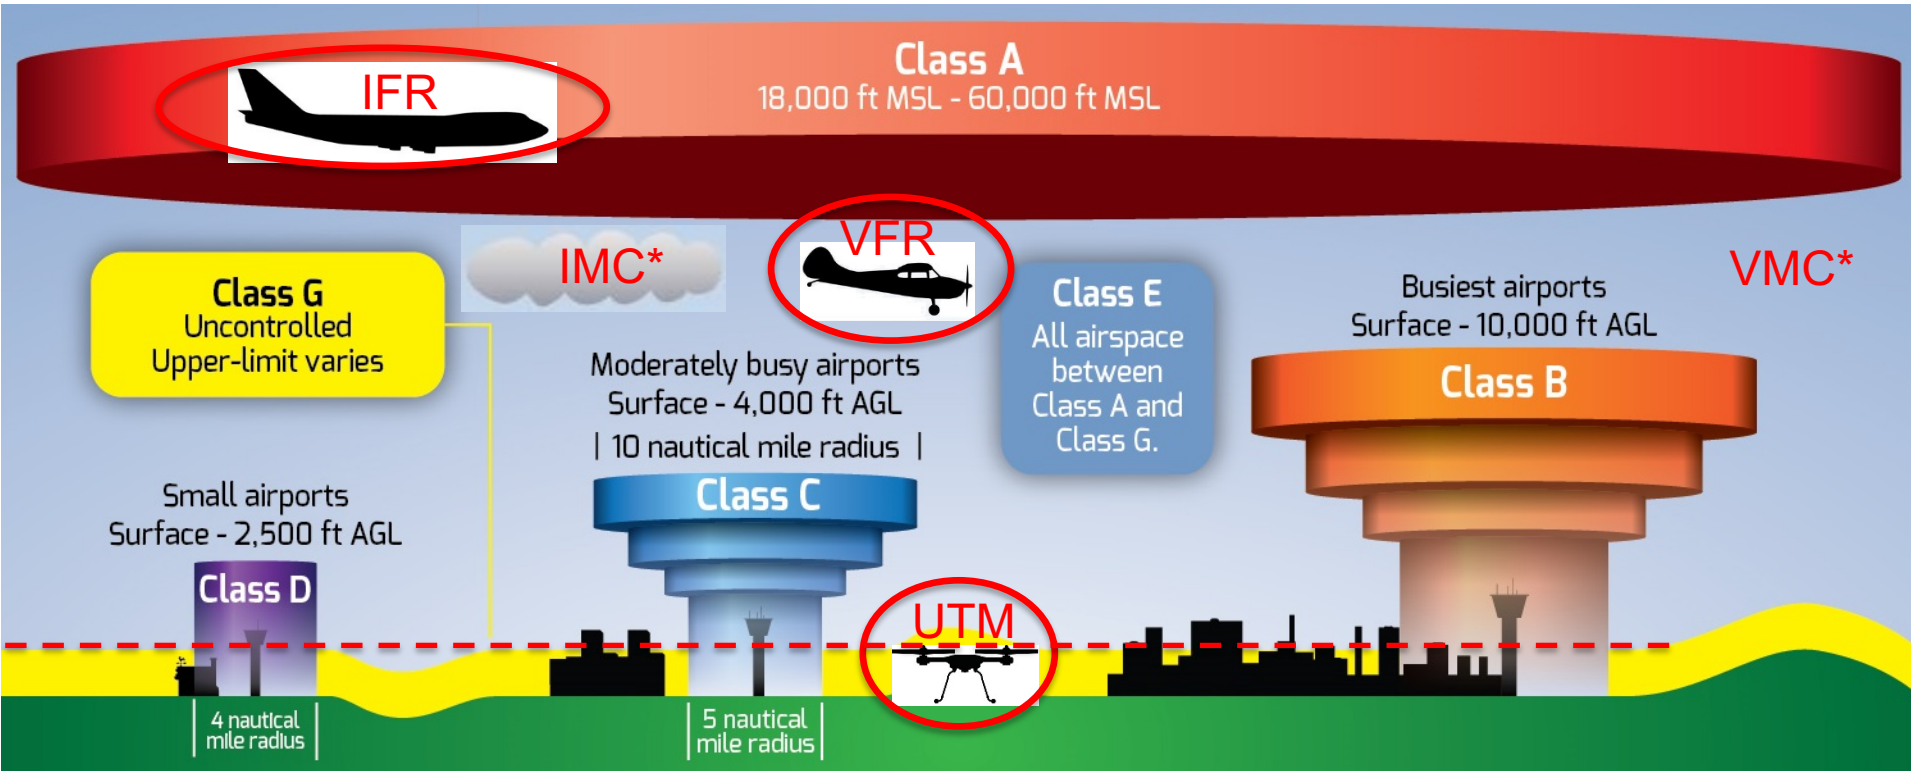 Class A
18,000 ft MSL - 60,000 ft MSL
IFR
VFR
IMC*
VMC*
Class G
Uncontrolled
Upper-limit varies
Class E
All airspace
between
Class A and
Class G.
Busiest airports
Surface - 10,000 ft AGL
Class B
Moderately busy airports
Surface - 4,000 ft AGL
| 10 nautical mile radius |
Class C
Small airports
Surface - 2,500 ft AGL
Class D
UTM
4 nautical
mile radius
5 nautical
mile radius